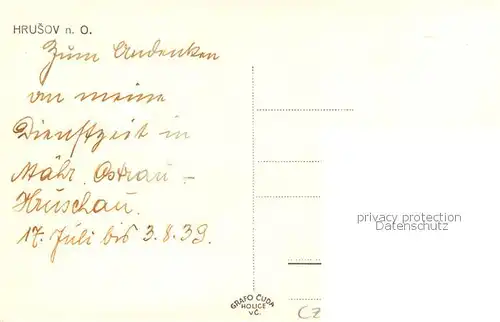 HRUŠOV n. O.
Zum Andenken
an meine
Dienstzeit in
Mähr. Ostrau -
Hruschau.
17. Juli bis 3.8.39.
privacy protection
Datenschutz
GRAFO ČUDA
HOLICE
v Č.
CZ